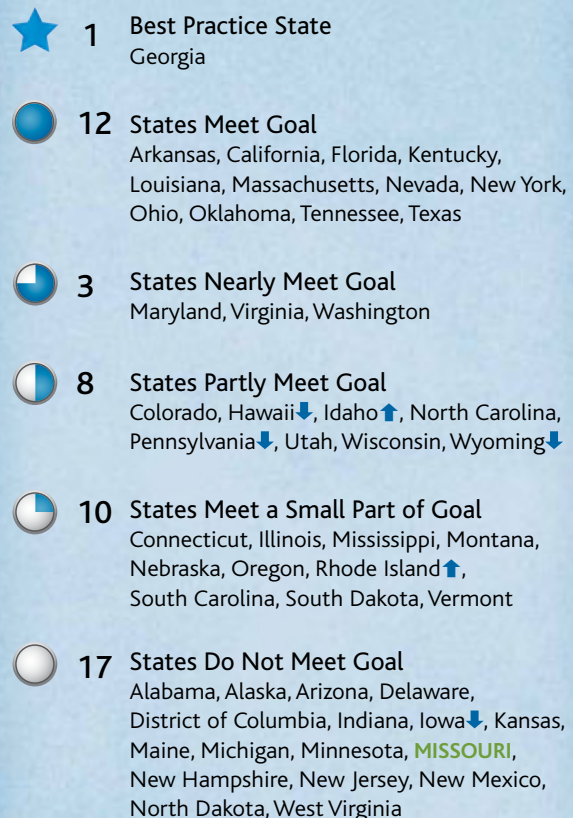 1 Best Practice State
Georgia
12 States Meet Goal
Arkansas, California, Florida, Kentucky,
Louisiana, Massachusetts, Nevada, New York,
Ohio, Oklahoma, Tennessee, Texas
3 States Nearly Meet Goal
Maryland, Virginia, Washington
8 States Partly Meet Goal
Colorado, Hawaii⬇, Idaho⬆, North Carolina,
Pennsylvania⬇, Utah, Wisconsin, Wyoming⬇
10 States Meet a Small Part of Goal
Connecticut, Illinois, Mississippi, Montana,
Nebraska, Oregon, Rhode Island⬆,
South Carolina, South Dakota, Vermont
17 States Do Not Meet Goal
Alabama, Alaska, Arizona, Delaware,
District of Columbia, Indiana, Iowa⬇, Kansas,
Maine, Michigan, Minnesota, MISSOURI,
New Hampshire, New Jersey, New Mexico,
North Dakota, West Virginia